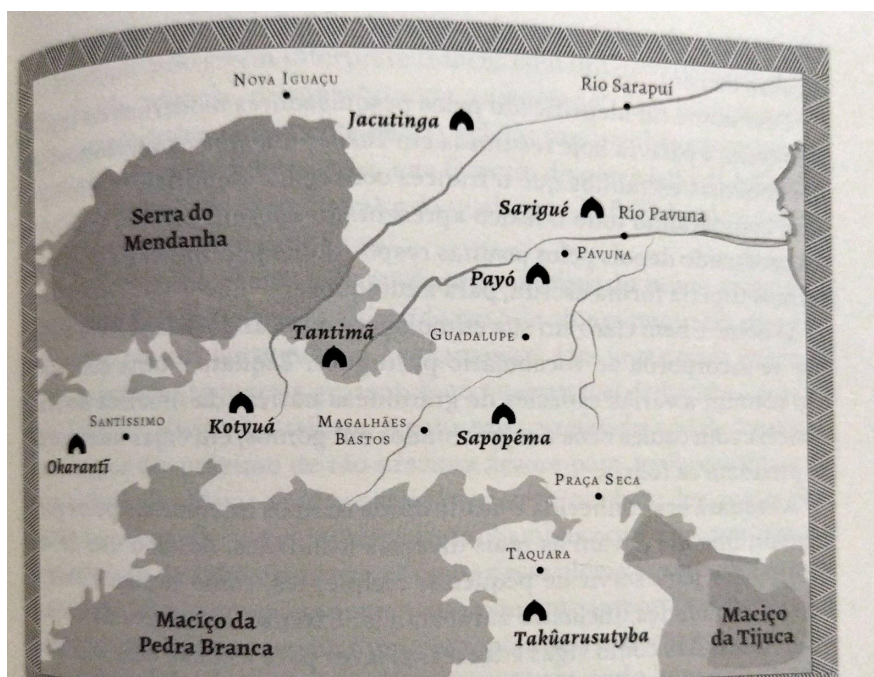 Nova Iguaçu
Rio Sarapuí
Jacutinga
Serra do
Mendanha
Sarigué
Rio Pavuna
Pavuna
Payó
Tantimã
Guadalupe
Kotyuá
Santíssimo
Magalhães
Bastos
Sapopéma
Okarantĩ
Praça Seca
Taquara
Maciço da
Pedra Branca
Takûarusutyba
Maciço
da Tijuca